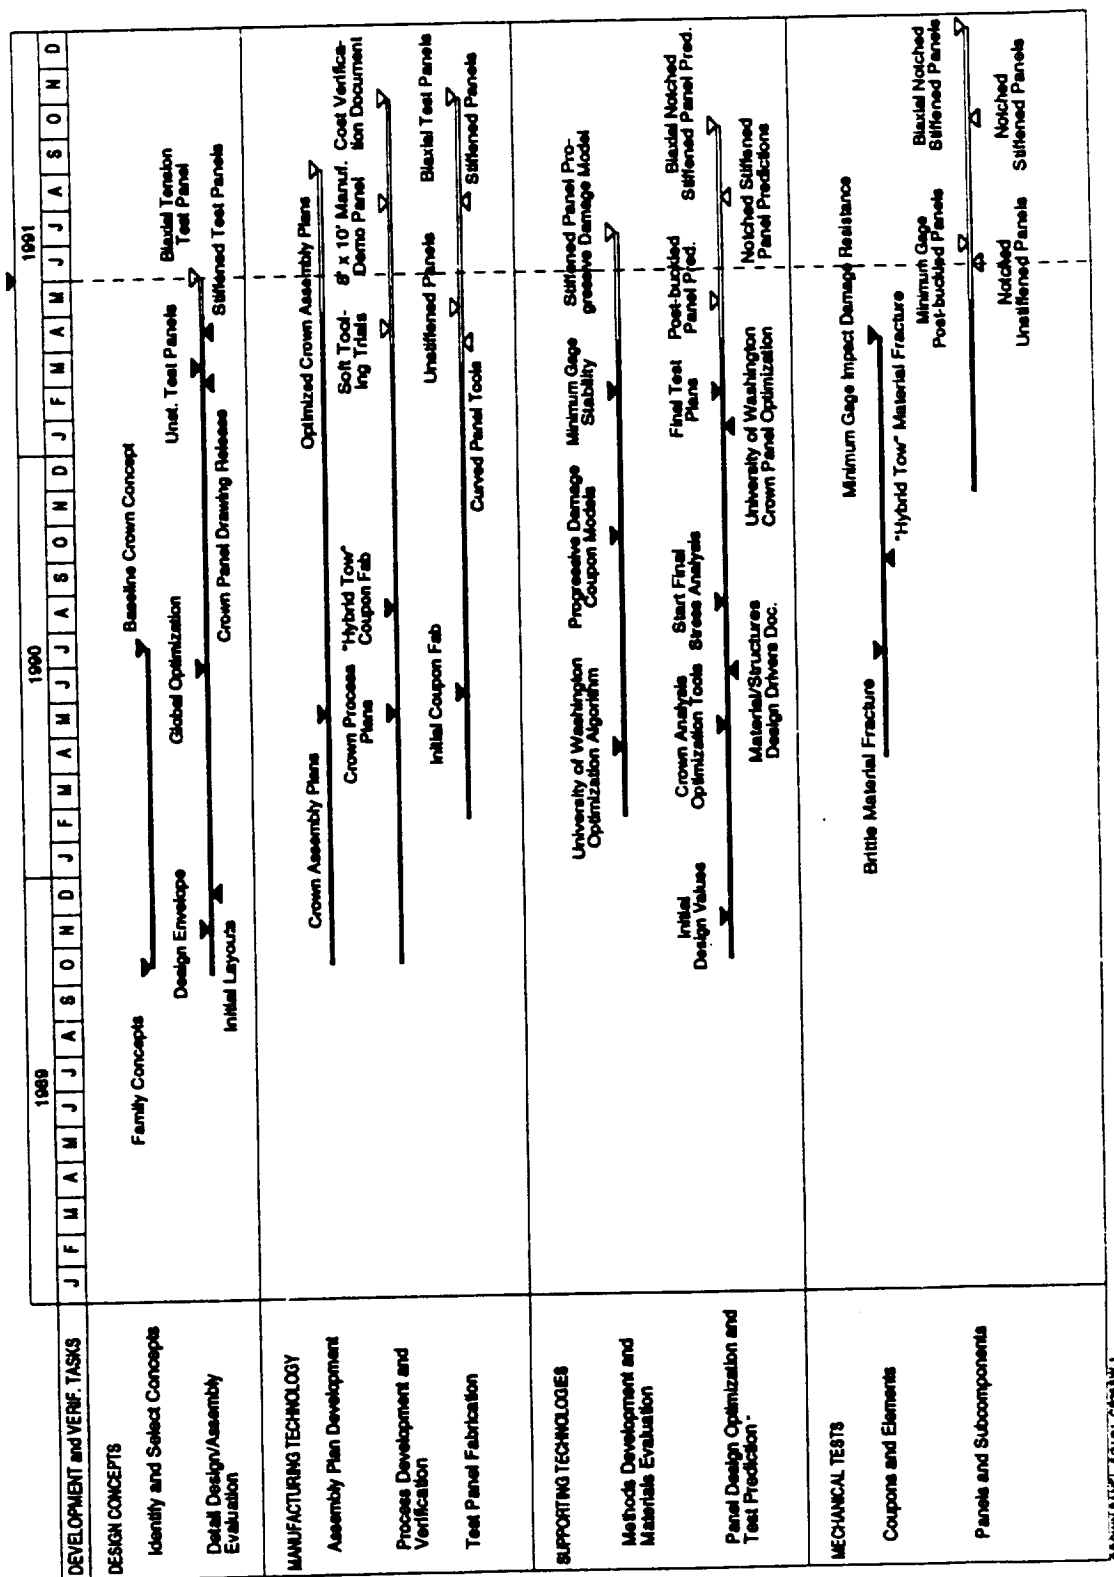 1989
1990
1991
DEVELOPMENT and VERIF. TASKS
J F M A M J J A S O N D J F M A M J J A S O N D J F M A M J J A S O N D
DESIGN CONCEPTS
Identify and Select Concepts
Family Concepts
Baseline Crown Concept
Detail Design/Assembly
Evaluation
Design Envelope
Global Optimization
Unst. Test Panels
Biaxial Tension
Test Panel
Initial Layouts
Crown Panel Drawing Release
Stiffened Test Panels
MANUFACTURING TECHNOLOGY
Assembly Plan Development
Crown Assembly Plans
Optimized Crown Assembly Plans
Process Development and
Verification
Crown Process
Plans
"Hybrid Tow"
Coupon Fab
Soft Tool-
ing Trials
8' x 10' Manuf.
Demo Panel
Cost Verifica-
tion Document
Test Panel Fabrication
Initial Coupon Fab
Unstiffened Panels
Biaxial Test Panels
Curved Panel Tools
Stiffened Panels
SUPPORTING TECHNOLOGIES
Methods Development and
Materials Evaluation
University of Washington
Optimization Algorithm
Progressive Damage
Coupon Models
Minimum Gage
Stability
Stiffened Panel Pro-
gressive Damage Model
Panel Design Optimization and
Test Prediction
Initial
Design Values
Crown Analysis
Optimization Tools
Start Final
Stress Analysis
Final Test
Plans
Post-buckled
Panel Pred.
Biaxial Notched
Stiffened Panel Pred.
Material/Structures
Design Drivers Doc.
University of Washington
Crown Panel Optimization
Notched Stiffened
Panel Predictions
MECHANICAL TESTS
Coupons and Elements
Brittle Material Fracture
Minimum Gage Impact Damage Resistance
"Hybrid Tow" Material Fracture
Panels and Subcomponents
Minimum Gage
Post-buckled Panels
Biaxial Notched
Stiffened Panels
Notched
Unstiffened Panels
Notched
Stiffened Panels